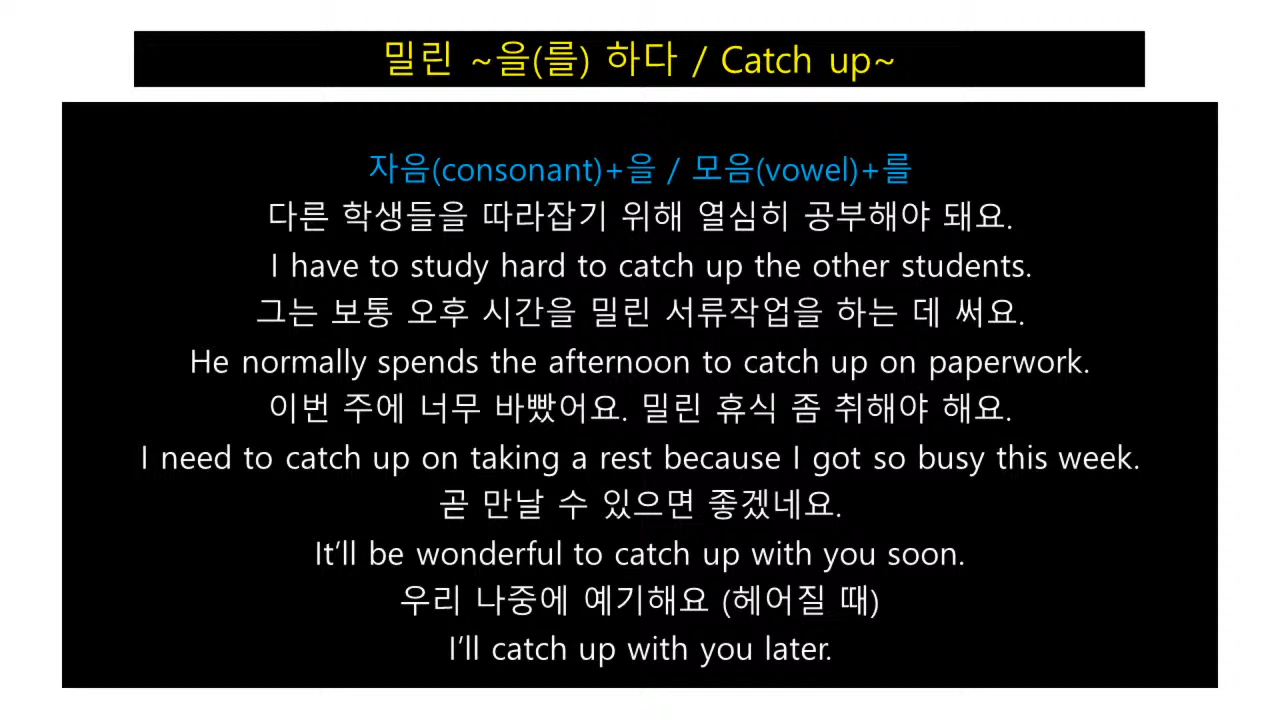 밀린 ~을(를) 하다 / Catch up~
자음(consonant)+을 / 모음(vowel)+를
다른 학생들을 따라잡기 위해 열심히 공부해야 돼요.
I have to study hard to catch up the other students.
그는 보통 오후 시간을 밀린 서류작업을 하는 데 써요.
He normally spends the afternoon to catch up on paperwork.
이번 주에 너무 바빴어요. 밀린 휴식 좀 취해야 해요.
I need to catch up on taking a rest because I got so busy this week.
곧 만날 수 있으면 좋겠네요.
It’ll be wonderful to catch up with you soon.
우리 나중에 예기해요 (헤어질 때)
I’ll catch up with you later.